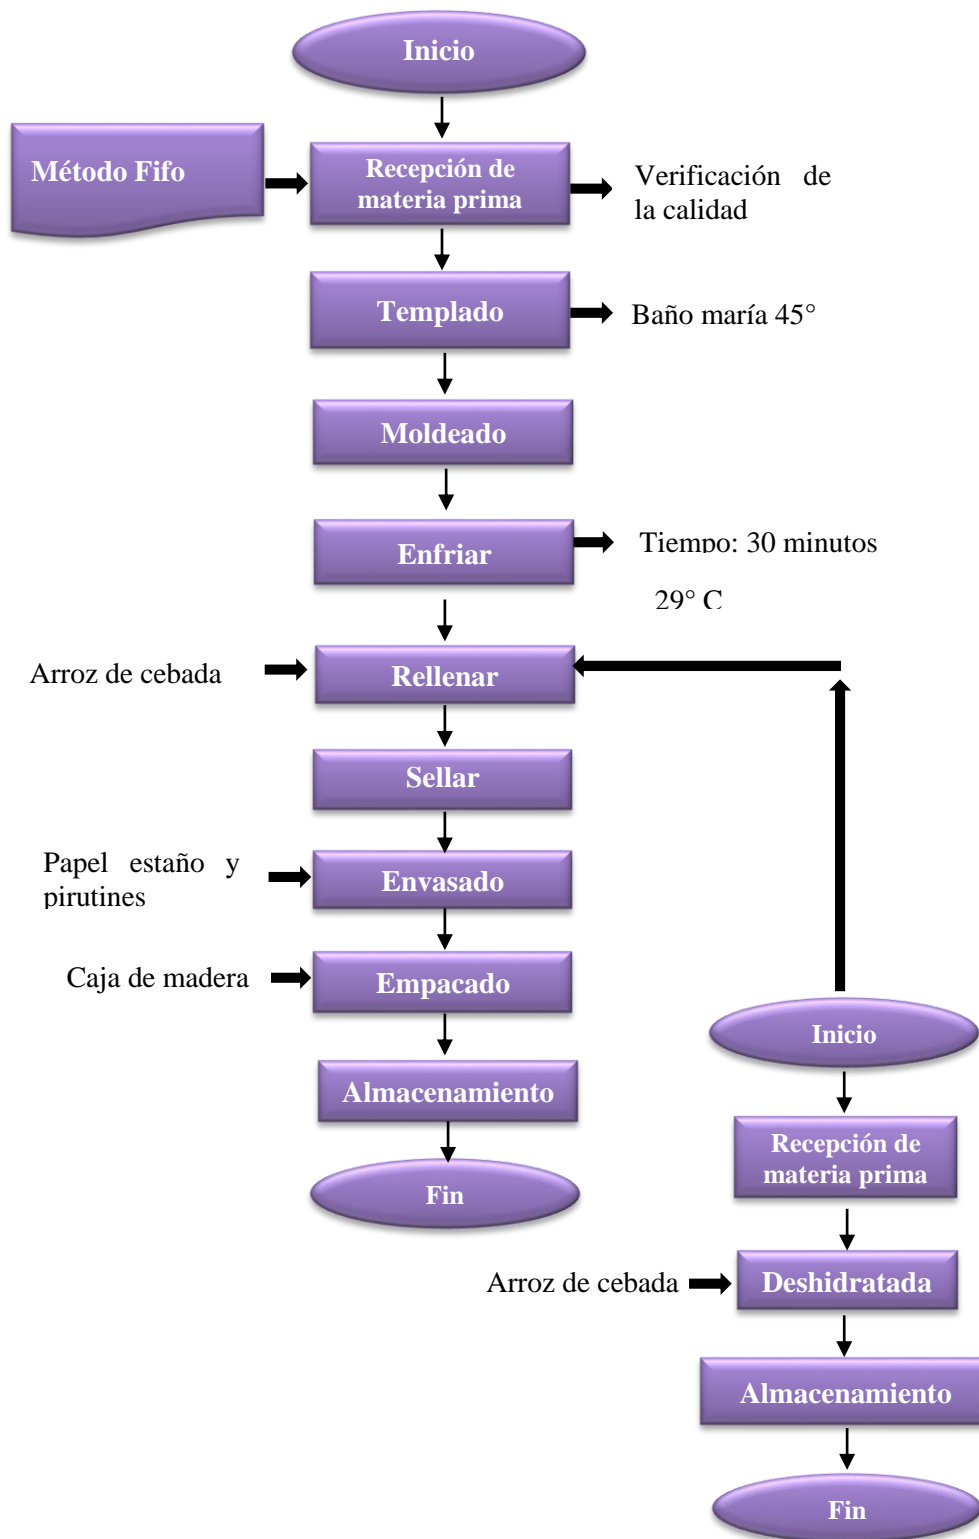 Inicio
Método Fifo
Recepción de
materia prima
Verificación de
la calidad
Templado
Baño maría 45°
Moldeado
Enfriar
Tiempo: 30 minutos
29° C
Arroz de cebada
Rellenar
Sellar
Papel estaño y
pirutines
Envasado
Caja de madera
Empacado
Almacenamiento
Fin
Inicio
Recepción de
materia prima
Arroz de cebada
Deshidratada
Almacenamiento
Fin